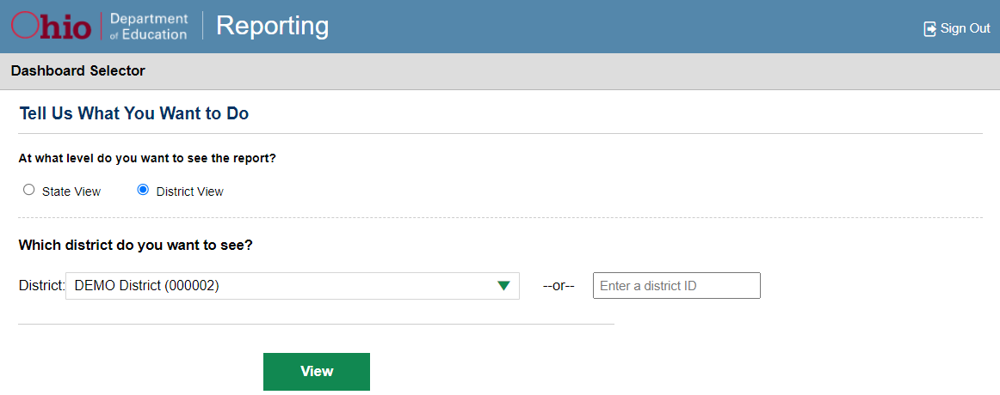 Ohio Department of Education Reporting
Sign Out
Dashboard Selector
Tell Us What You Want to Do
At what level do you want to see the report?
State View District View
Which district do you want to see?
District: DEMO District (000002) --or-- Enter a district ID
View